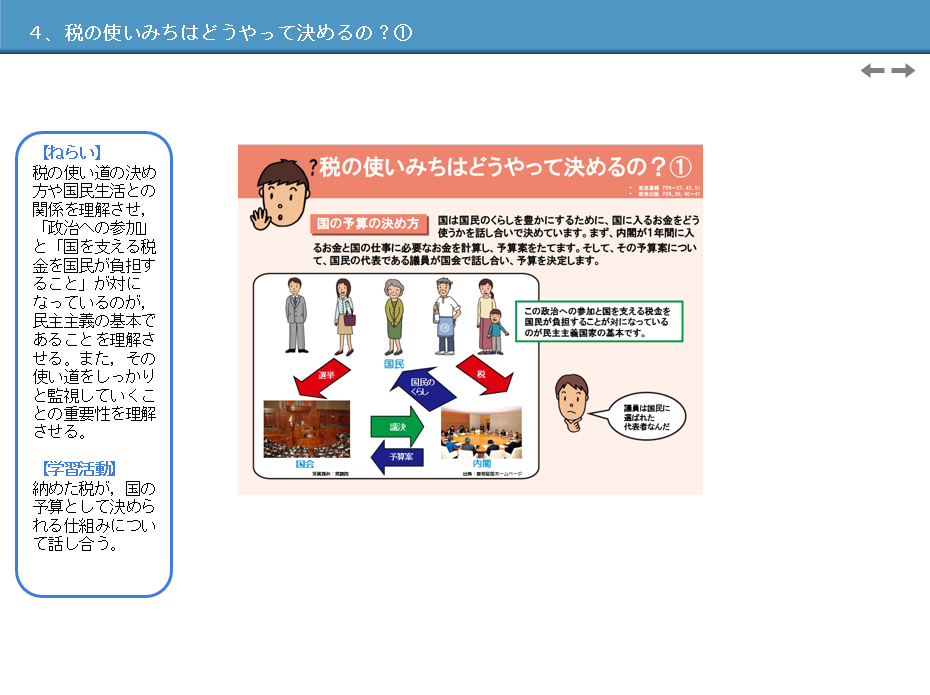 ４、税の使いみちはどうやって決めるの？①
【ねらい】
税の使い道の決め
方や国民生活との
関係を理解させ，
「政治への参加」
と「国を支える税
金を国民が負担す
ること」が対に
なっているのが，
民主主義の基本で
あることを理解さ
せる。また，その
使い道をしっかり
と監視していくこ
との重要性を理解
させる。
【学習活動】
納めた税が，国の
予算として決めら
れる仕組みについ
て話し合う。
?税の使いみちはどうやって決めるの？①
• 東京書籍 P24～27,42,51
• 教育出版 P24,26,40～41
国の予算の決め方
国は国民のくらしを豊かにするために、国に入るお金をどう
使うかを話し合いで決めています。まず、内閣が１年間に入
るお金と国の仕事に必要なお金を計算し、予算案をたてます。そして、その予算案につい
て、国民の代表である議員が国会で話し合い、予算を決定します。
この政治への参加と国を支える税金を
国民が負担することが対になっている
のが民主主義国家の基本です。
国民
選挙
国民の
くらし
税
議決
予算案
国会
写真提供：衆議院
内閣
出典：首相官邸ホームページ
議員は国民に
選ばれた
代表者なんだ